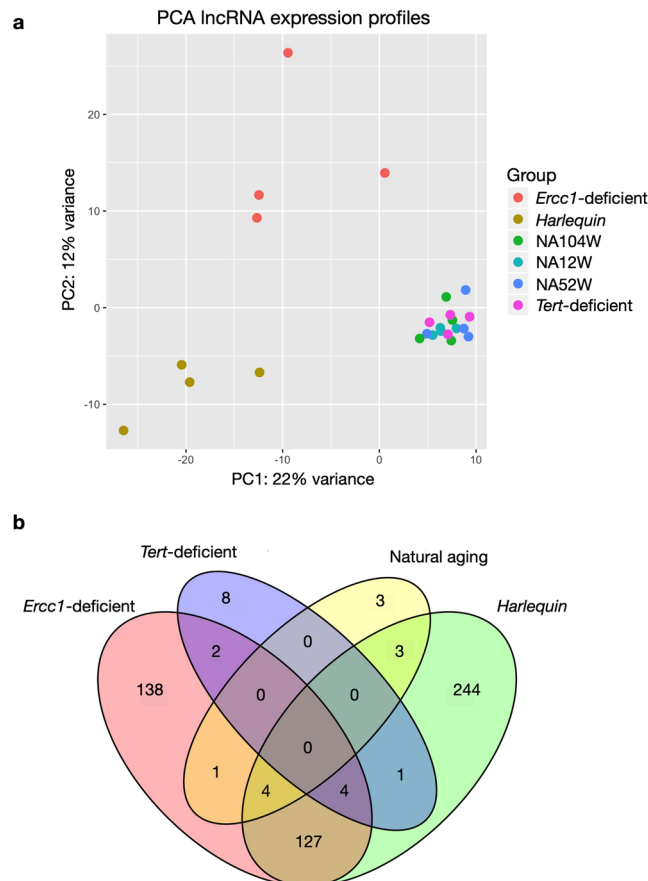 a
PCA lncRNA expression profiles
20
10
0
-10
PC2: 12% variance
-20
-10
0
10
PC1: 22% variance
Group
Ercc1-deficient
Harlequin
NA104W
NA12W
NA52W
Tert-deficient
b
Tert-deficient
Natural aging
Ercc1-deficient
Harlequin
8
3
2
0
3
138
0
0
244
0
1
4
4
1
127